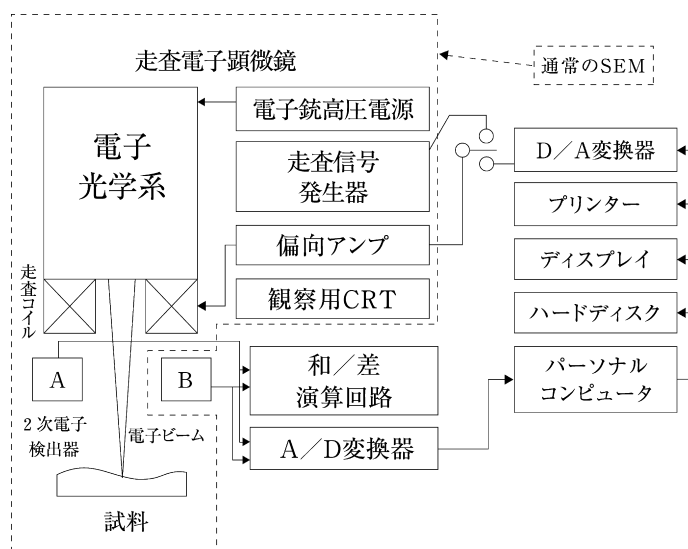 走査電子顕微鏡
通常のSEM
電子
光学系
電子銃高圧電源
走査信号
発生器
偏向アンプ
観察用CRT
D／A変換器
プリンター
ディスプレイ
ハードディスク
パーソナル
コンピュータ
走査コイル
A
B
和／差
演算回路
A／D変換器
2次電子
検出器
電子ビーム
試料